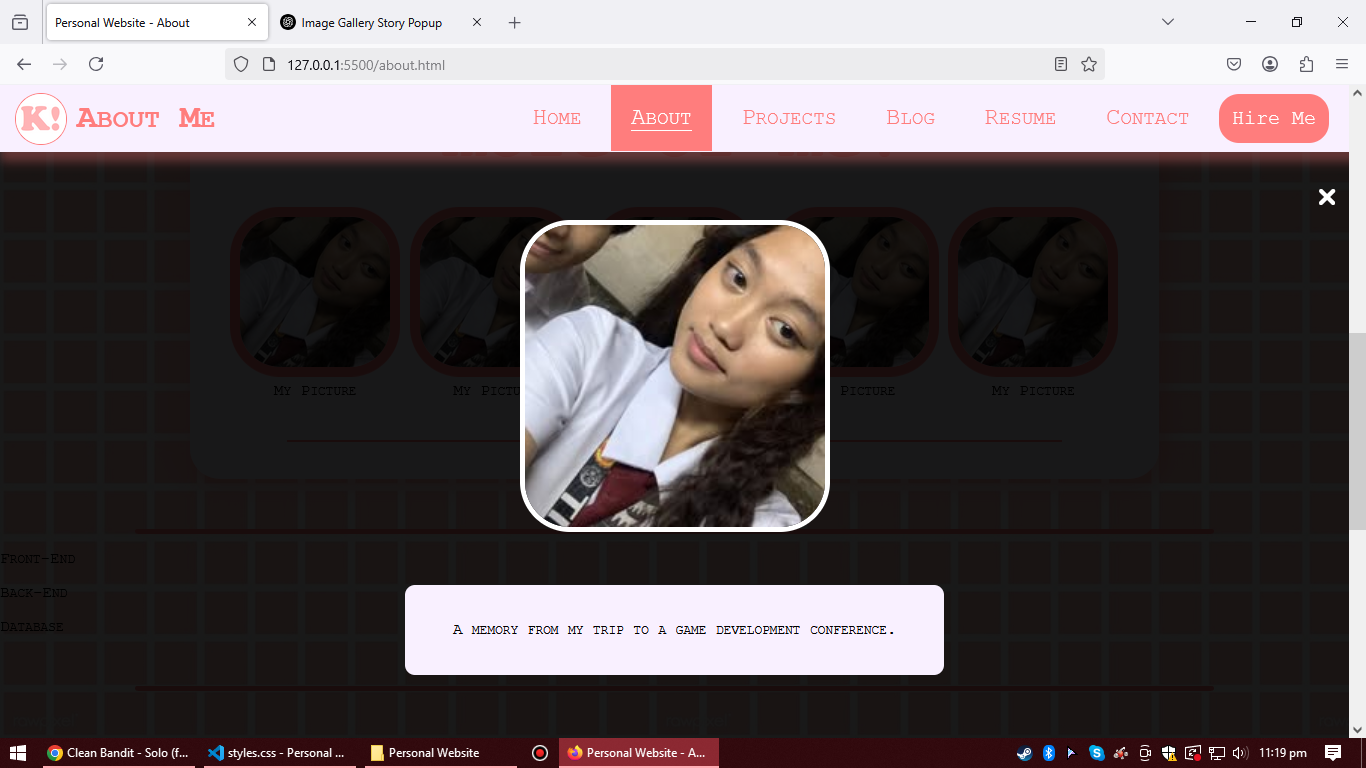 Personal Website - About
Image Gallery Story Popup
127.0.0.1:5500/about.html
K! About Me
Home
About
Projects
Blog
Resume
Contact
Hire Me
My Picture
My Pictu
Picture
My Picture
Front-End
Back-End
Database
A memory from my trip to a game development conference.
Clean Bandit - Solo (f...
styles.css - Personal ...
Personal Website
Personal Website - A...
11:19 pm